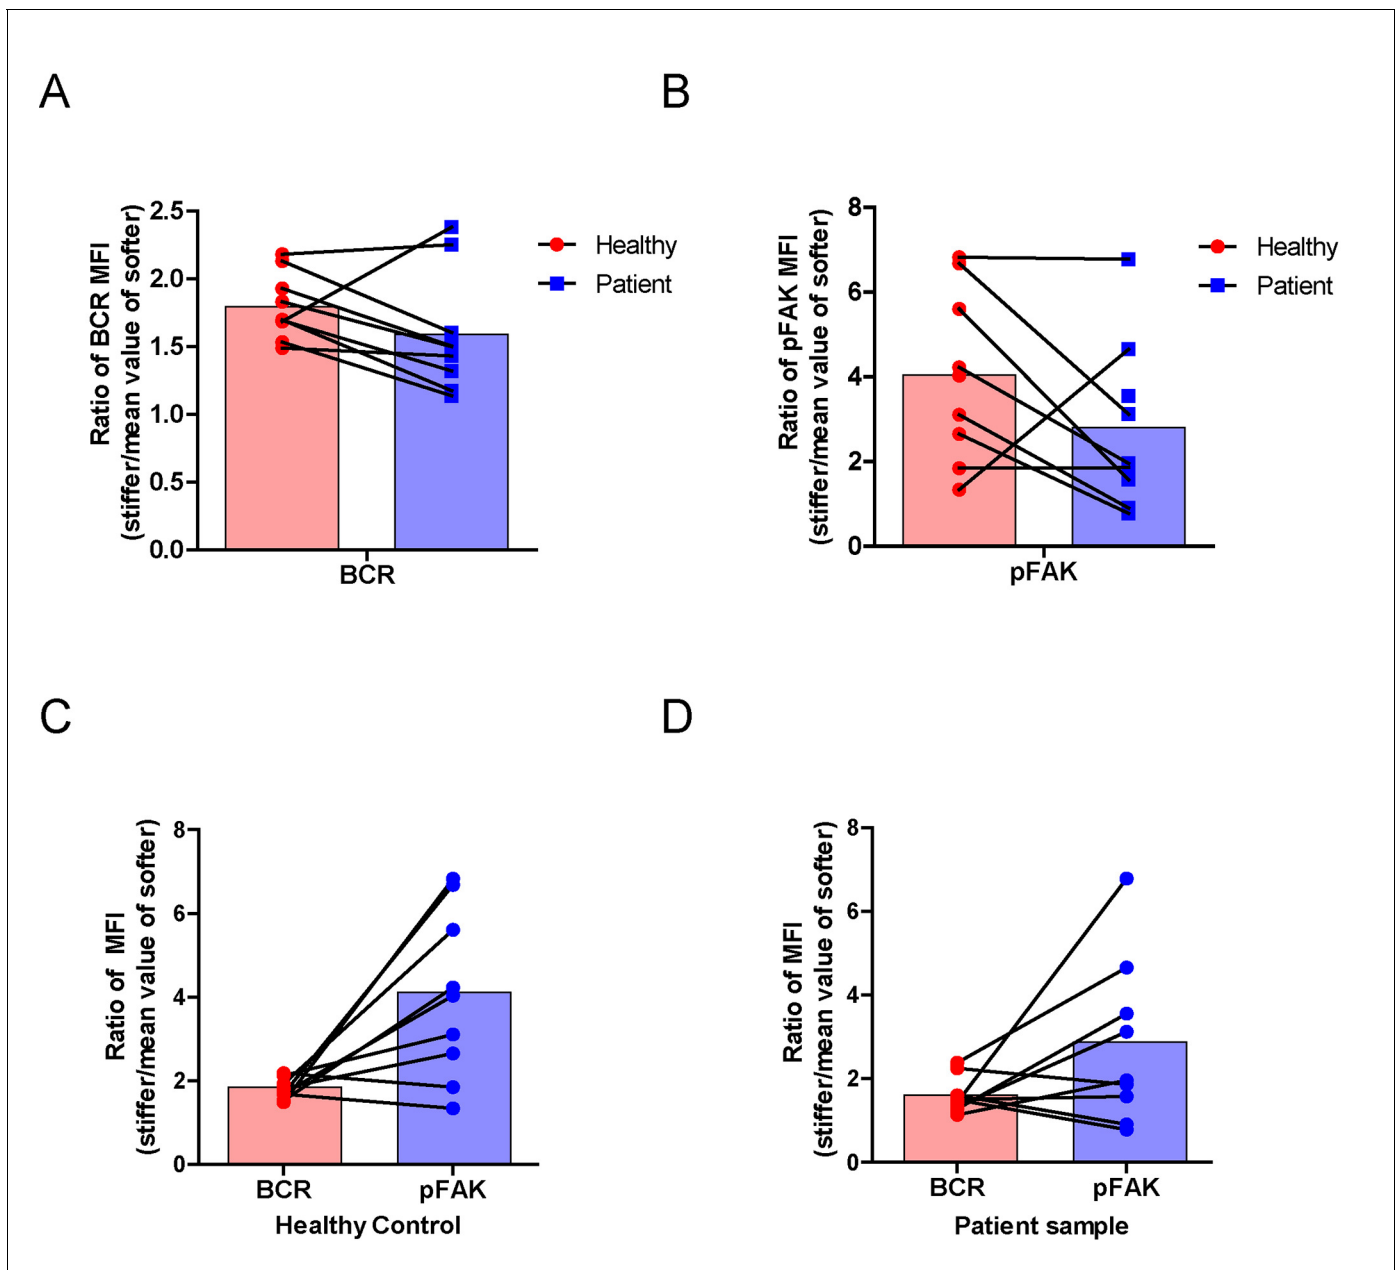 A
Ratio of BCR MFI
(stiffer/mean value of softer)
2.5
2.0
1.5
1.0
0.5
0.0
BCR
Healthy
Patient
B
Ratio of pFAK MFI
(stiffer/mean value of softer)
8
6
4
2
0
pFAK
Healthy
Patient
C
Ratio of MFI
(stiffer/mean value of softer)
8
6
4
2
0
BCR pFAK
Healthy Control
D
Ratio of MFI
(stiffer/mean value of softer)
8
6
4
2
0
BCR pFAK
Patient sample